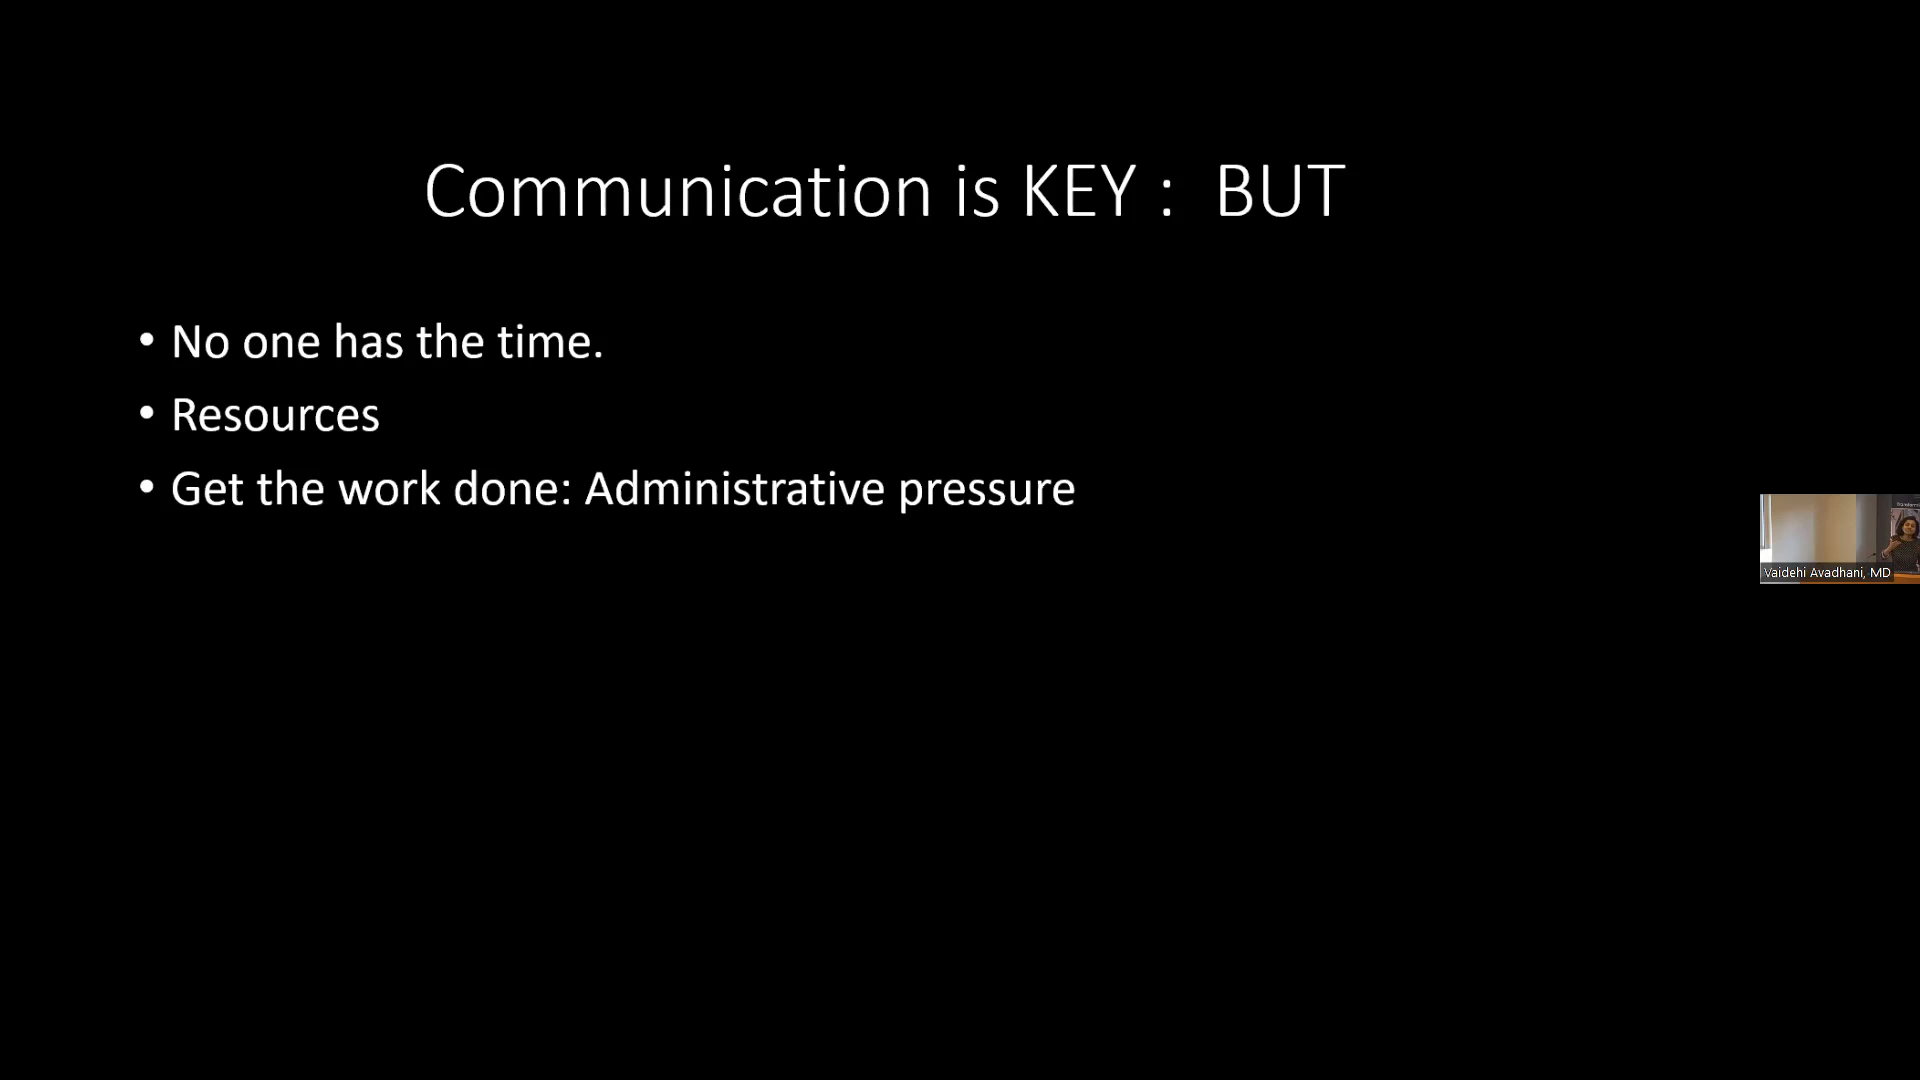 Communication is KEY :  BUT
• No one has the time.
• Resources
• Get the work done: Administrative pressure
Vaidehi Avadhani, MD